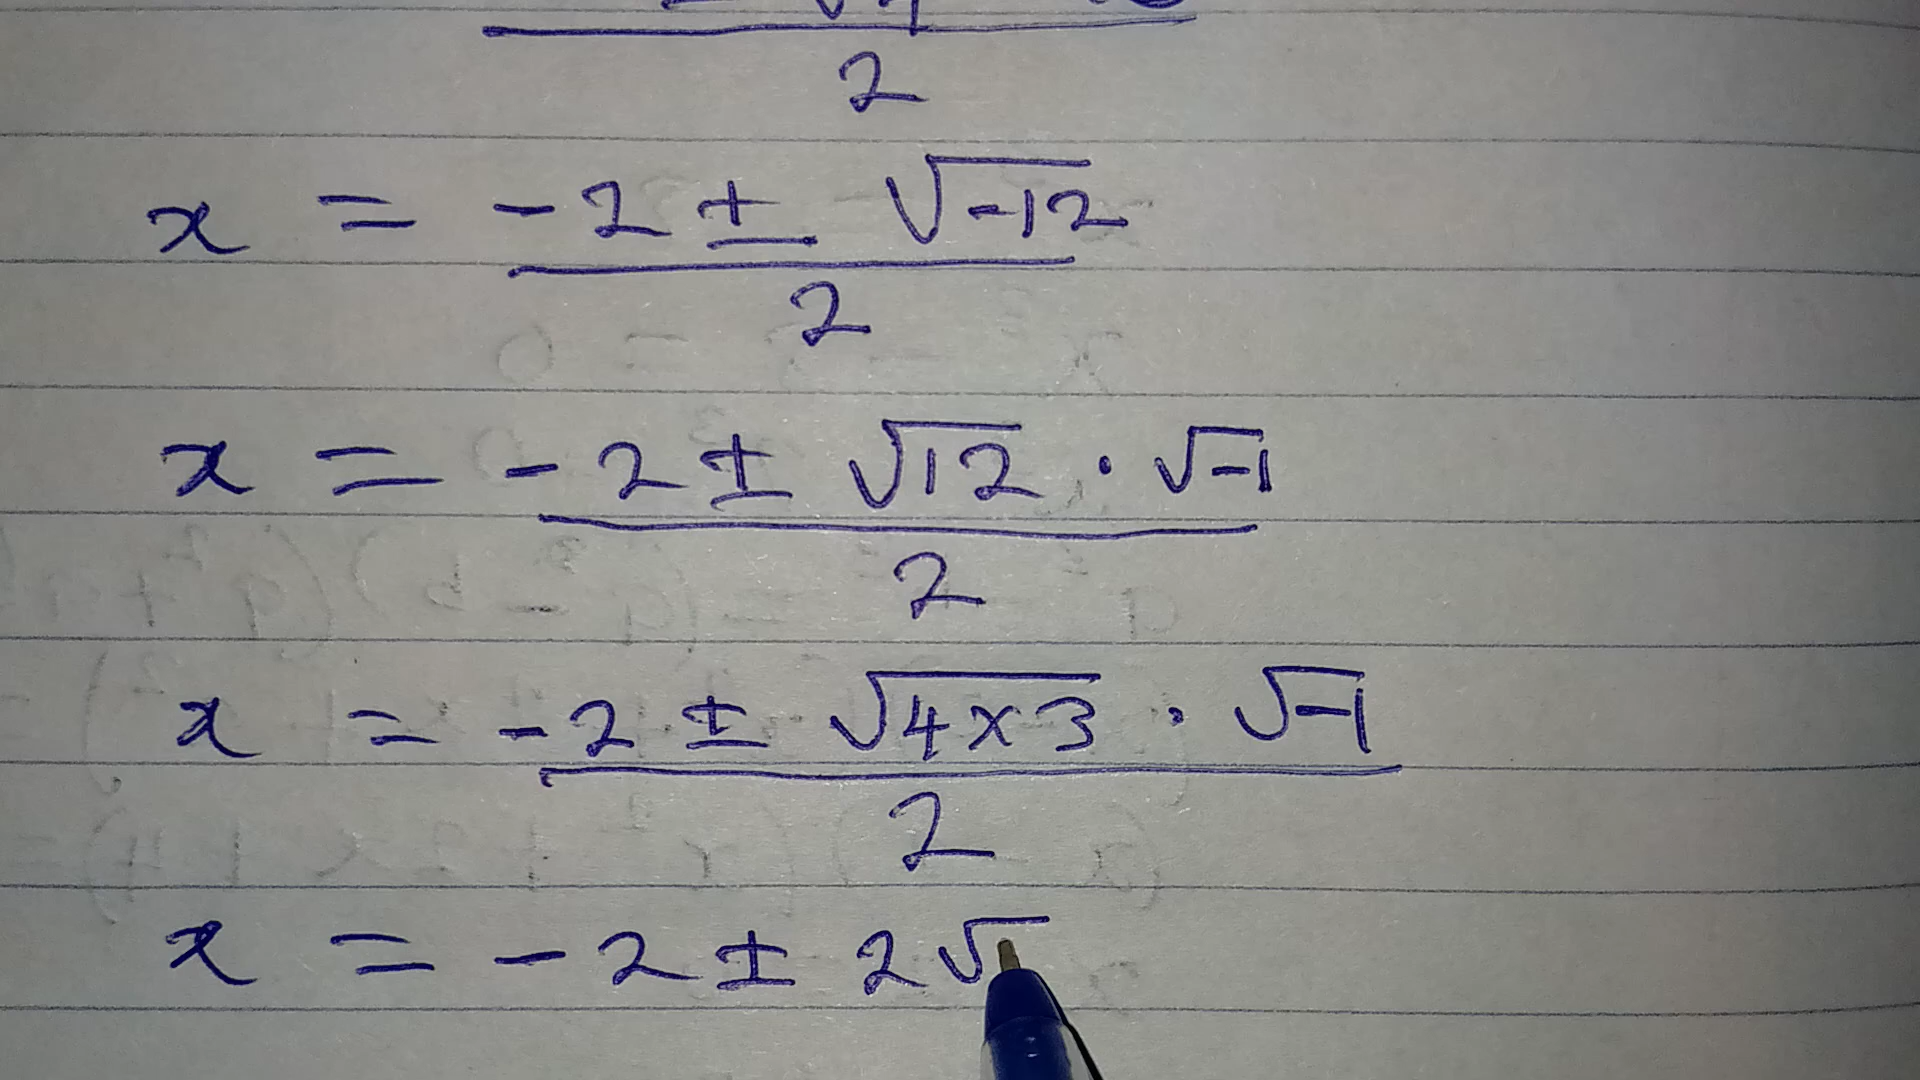 2
x = -2 ± √-12
2
x = -2 ± √12 · √-1
2
x = -2 ± √4×3 · √-1
2
x = -2 ± 2√